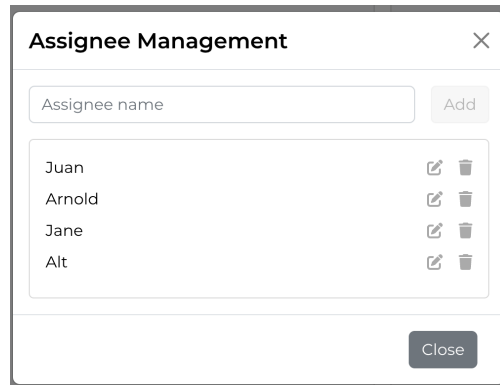 Assignee Management
Assignee name
Add
Juan
Arnold
Jane
Alt
Close